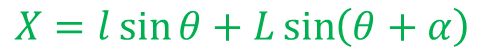 X = l sin θ + L sin(θ + α)